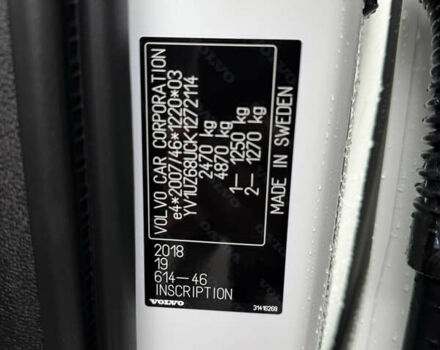 VOLVO CAR CORPORATION
e4*2007/46*1220*03
YV1UZ68UCK1272114
2470 kg
4870 kg
1– 1250 kg
2– 1270 kg
MADE IN SWEDEN
2018
19
614–46
INSCRIPTION
VOLVO
31418268